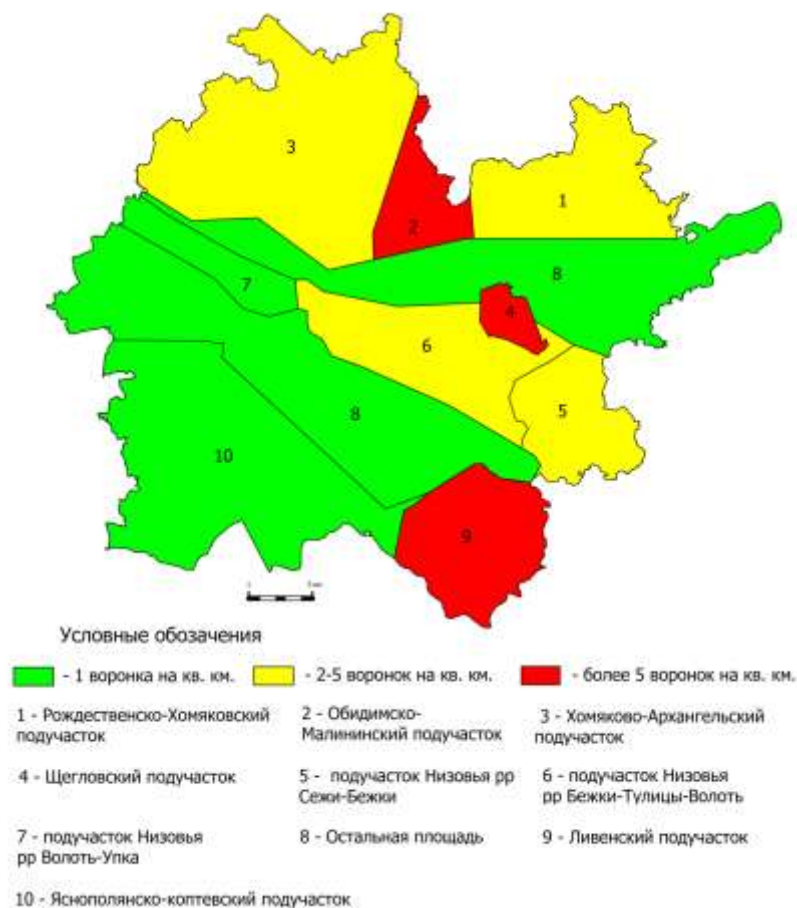 3
1
2
8
7
4
6
5
8
10
9
Условные обозачения
- 1 воронка на кв. км.
- 2-5 воронок на кв. км.
- более 5 воронок на кв. км.
1 - Рождественско-Хомяковский
подучасток
2 - Обидимско-
Малининский подучасток
3 - Хомяково-Архангельский
подучасток
4 - Щегловский подучасток
5 - подучасток Низовья рр
Сежи-Бежки
6 - подучасток Низовья
рр Бежки-Тулицы-Волоть
7 - подучасток Низовья
рр Волоть-Упка
8 - Остальная площадь
9 - Ливенский подучасток
10 - Яснополянско-коптевский подучасток